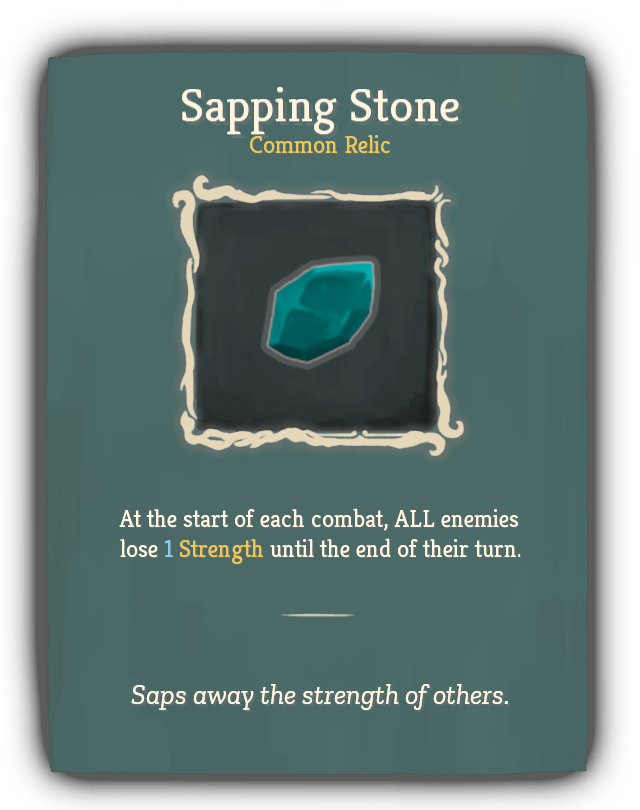 Sapping Stone
Common Relic
At the start of each combat, ALL enemies
lose 1 Strength until the end of their turn.
Saps away the strength of others.